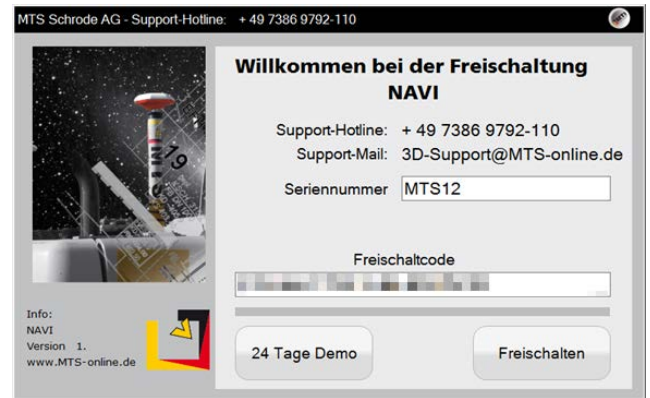 MTS Schrode AG - Support-Hotline: + 49 7386 9792-110
Willkommen bei der Freischaltung
NAVI
Support-Hotline: + 49 7386 9792-110
Support-Mail: 3D-Support@MTS-online.de
Seriennummer MTS12
Freischaltcode
24 Tage Demo
Freischalten
Info:
NAVI
Version 1.
www.MTS-online.de
MTS
19